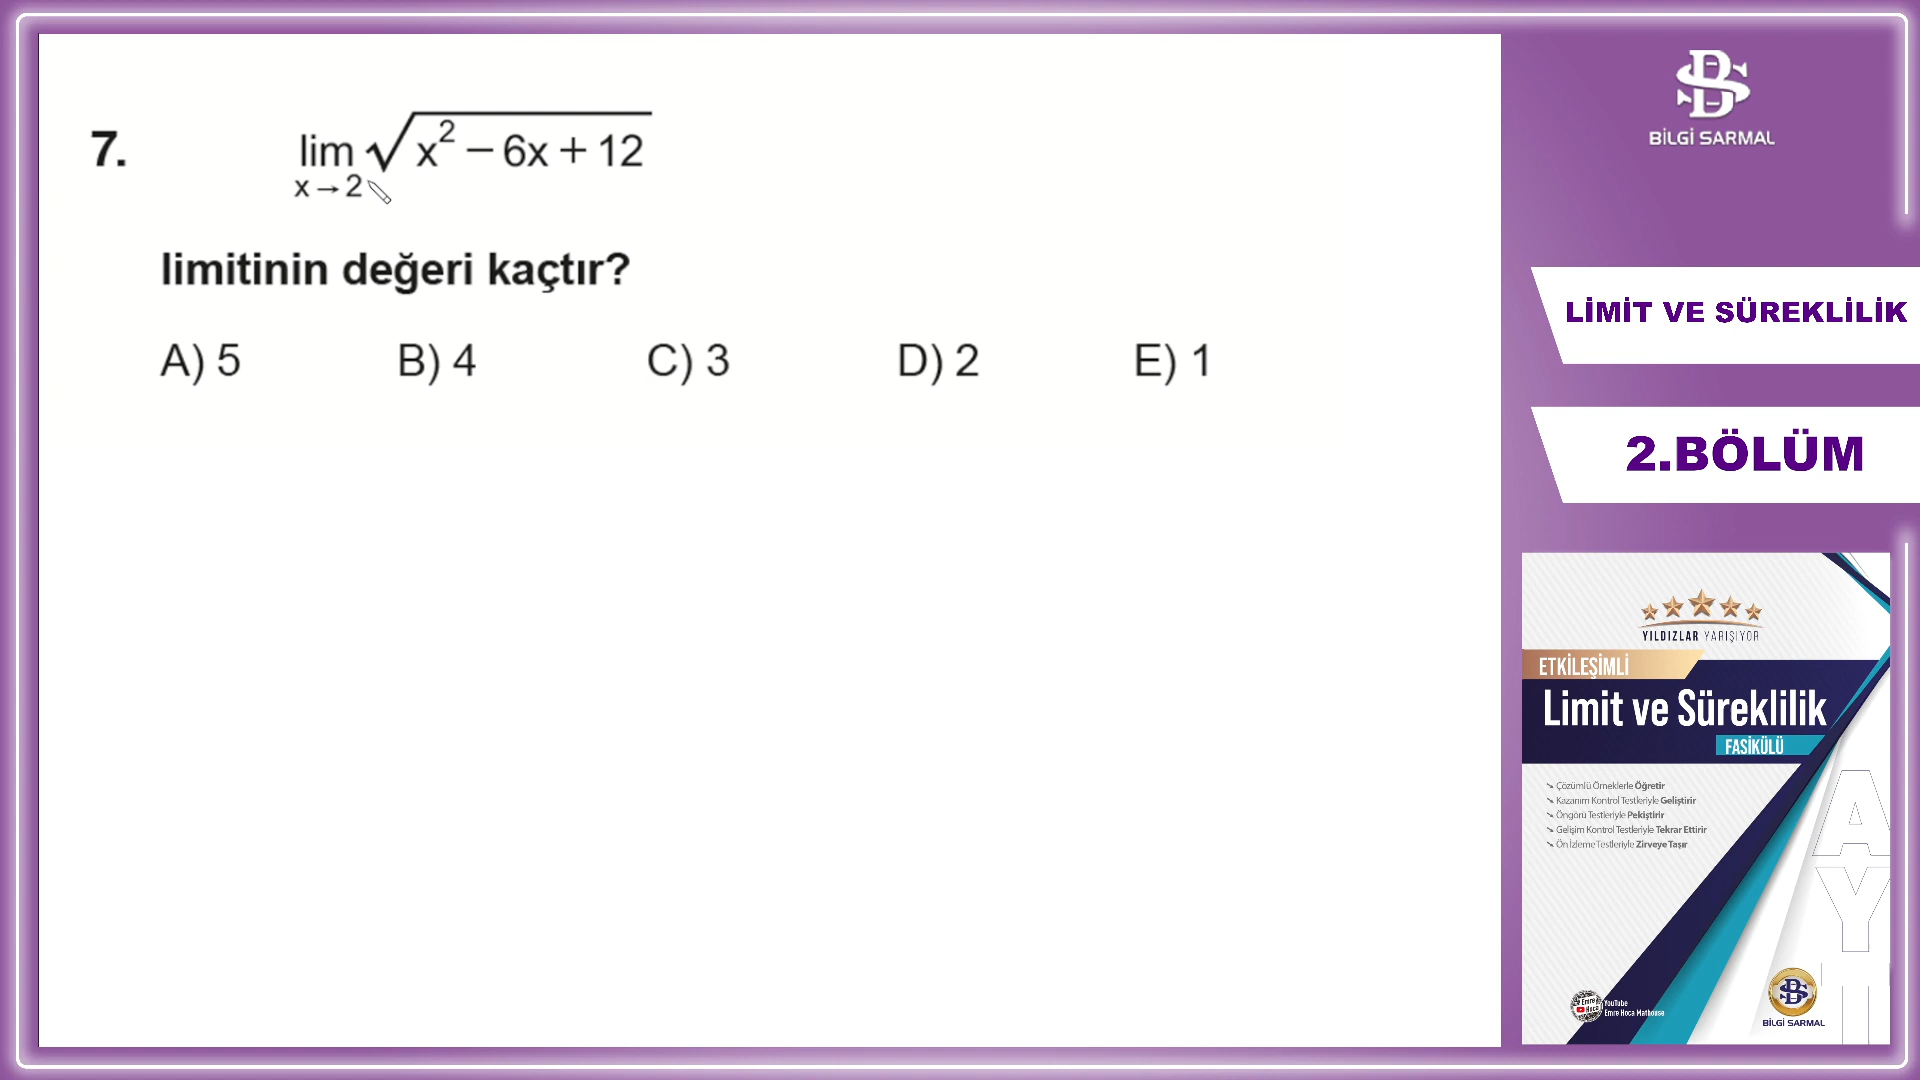 7.
lim √x² − 6x + 12
x → 2
limitinin değeri kaçtır?
A) 5 B) 4 C) 3 D) 2 E) 1
BİLGİ SARMAL
LİMİT VE SÜREKLİLİK
2.BÖLÜM
YILDIZLAR YARIŞIYOR
ETKİLEŞİMLİ
Limit ve Süreklilik
FASİKÜLÜ
Çözümlü Örneklerle Öğretir
Kazanım Kontrol Testleriyle Geliştirir
Öngörü Testleriyle Pekiştirir
Gelişim Kontrol Testleriyle Tekrar Ettirir
Ön İzleme Testleriyle Zirveye Taşır
AYT
Emre Hoca
YouTube
Emre Hoca Mathouse
BİLGİ SARMAL